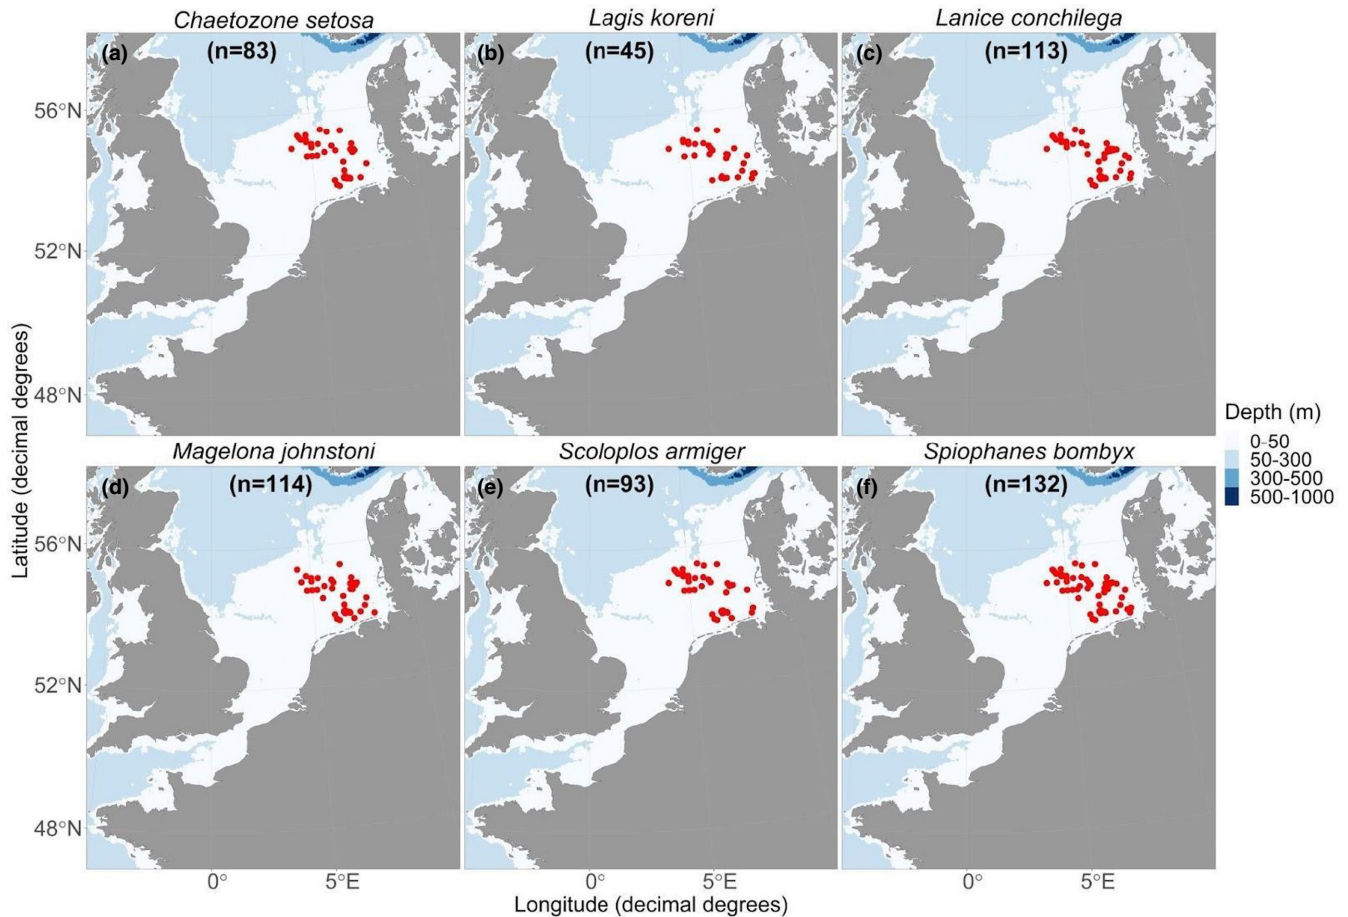 Chaetozone setosa
Lagis koreni
Lanice conchilega
(a)
(n=83)
(b)
(n=45)
(c)
(n=113)
56°N
52°N
48°N
Magelona johnstoni
Scoloplos armiger
Spiophanes bombyx
(d)
(n=114)
(e)
(n=93)
(f)
(n=132)
56°N
52°N
48°N
0°
5°E
0°
5°E
0°
5°E
Longitude (decimal degrees)
Latitude (decimal degrees)
Depth (m)
0-50
50-300
300-500
500-1000